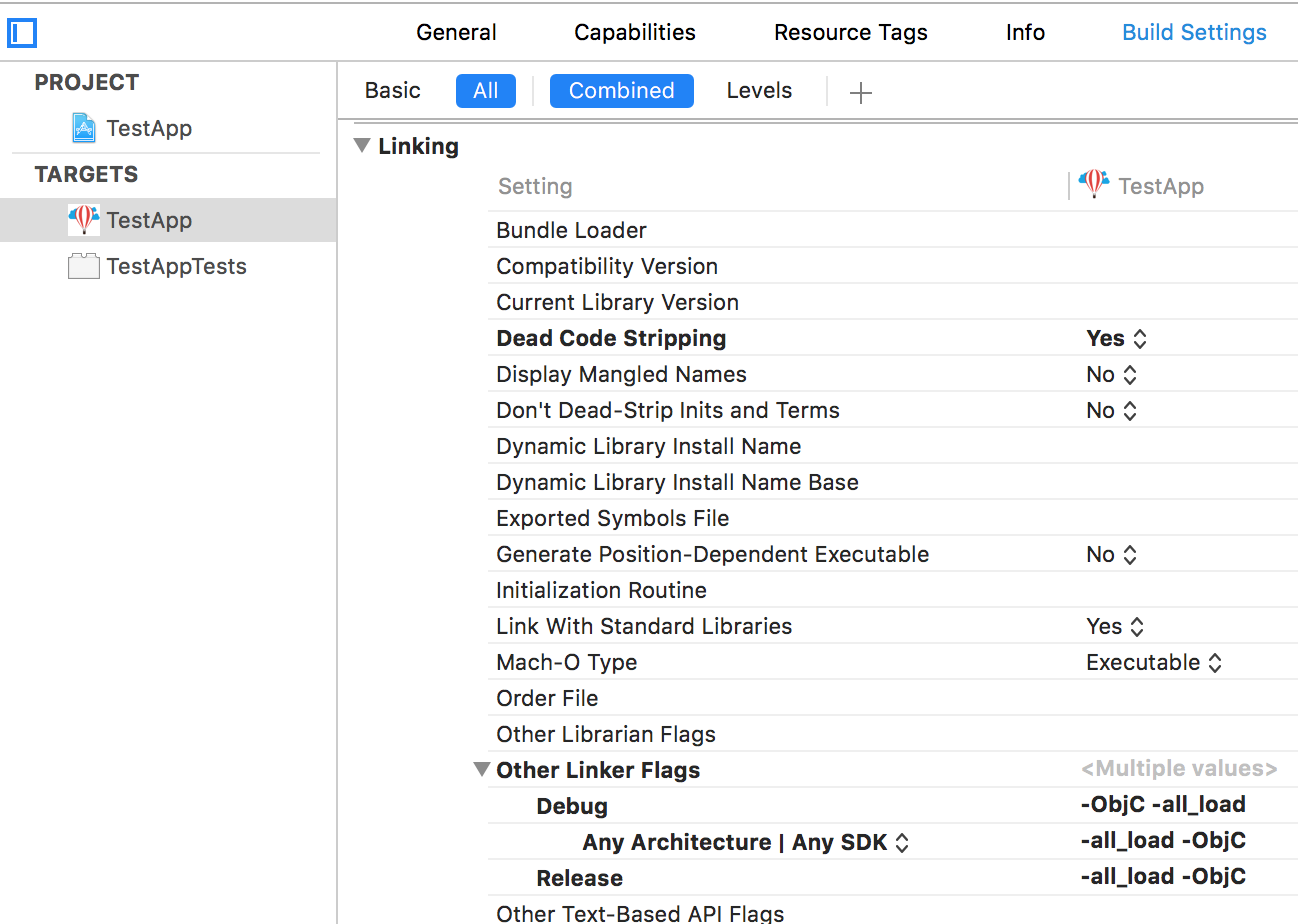 General Capabilities Resource Tags Info Build Settings
PROJECT
TestApp
TARGETS
TestApp
TestAppTests
Basic All Combined Levels +
Linking
Setting TestApp
Bundle Loader
Compatibility Version
Current Library Version
Dead Code Stripping Yes
Display Mangled Names No
Don't Dead-Strip Inits and Terms No
Dynamic Library Install Name
Dynamic Library Install Name Base
Exported Symbols File
Generate Position-Dependent Executable No
Initialization Routine
Link With Standard Libraries Yes
Mach-O Type Executable
Order File
Other Librarian Flags
Other Linker Flags <Multiple values>
Debug -ObjC -all_load
Any Architecture | Any SDK -all_load -ObjC
Release -all_load -ObjC
Other Text-Based API Flags